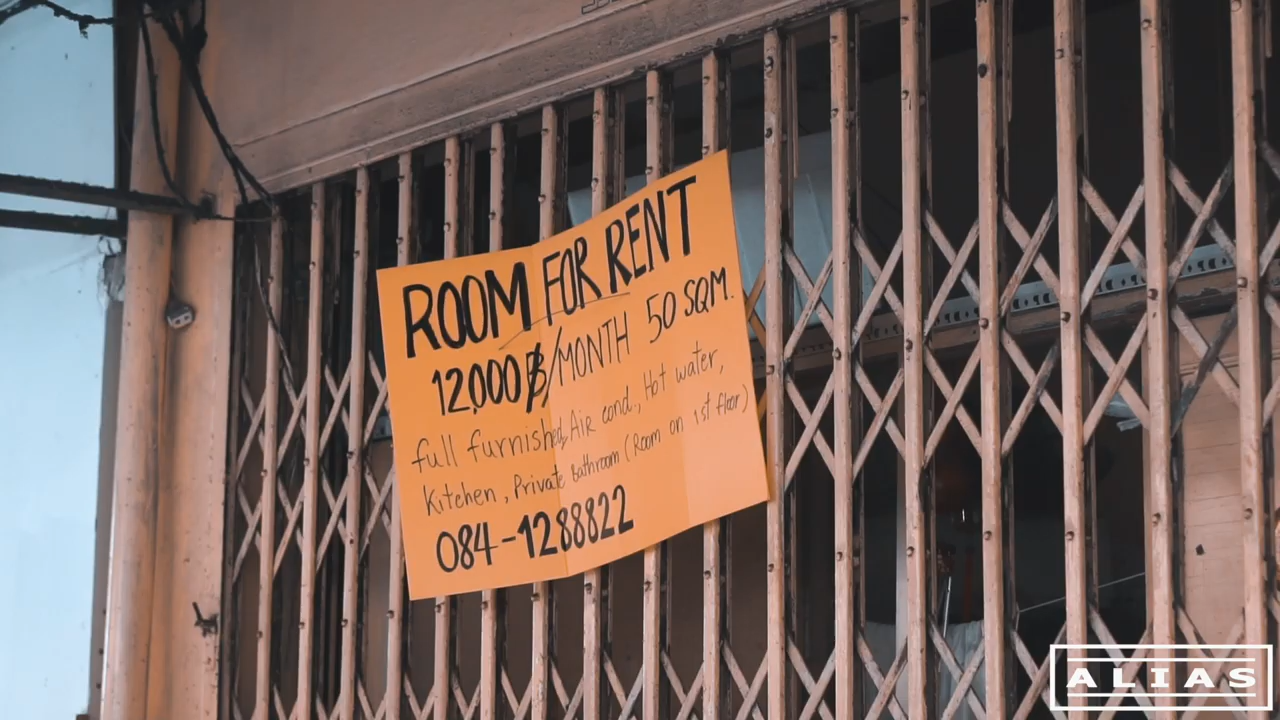 ROOM FOR RENT
12,000฿/MONTH 50 SQM.
full furnished, Air cond., Hot water,
Kitchen, Private Bathroom (Room on 1st floor)
084-1288822
ALIAS